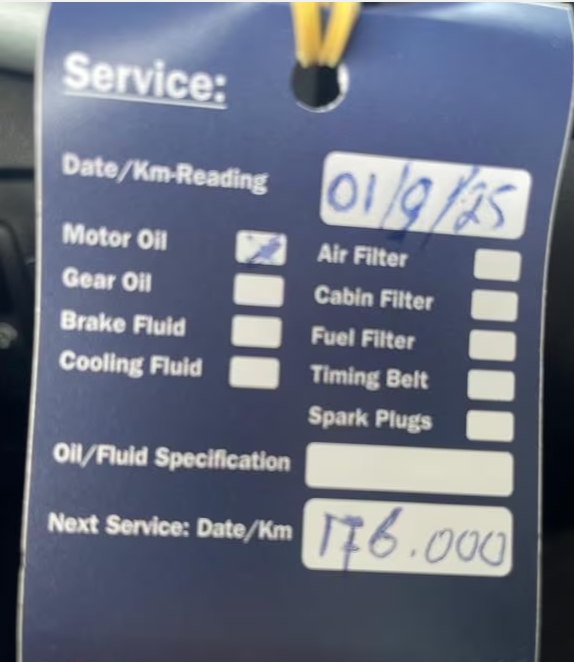 Service:
Date/Km-Reading 01/9/25
Motor Oil Air Filter
Gear Oil Cabin Filter
Brake Fluid Fuel Filter
Cooling Fluid Timing Belt
Spark Plugs
Oil/Fluid Specification
Next Service: Date/Km 176.000